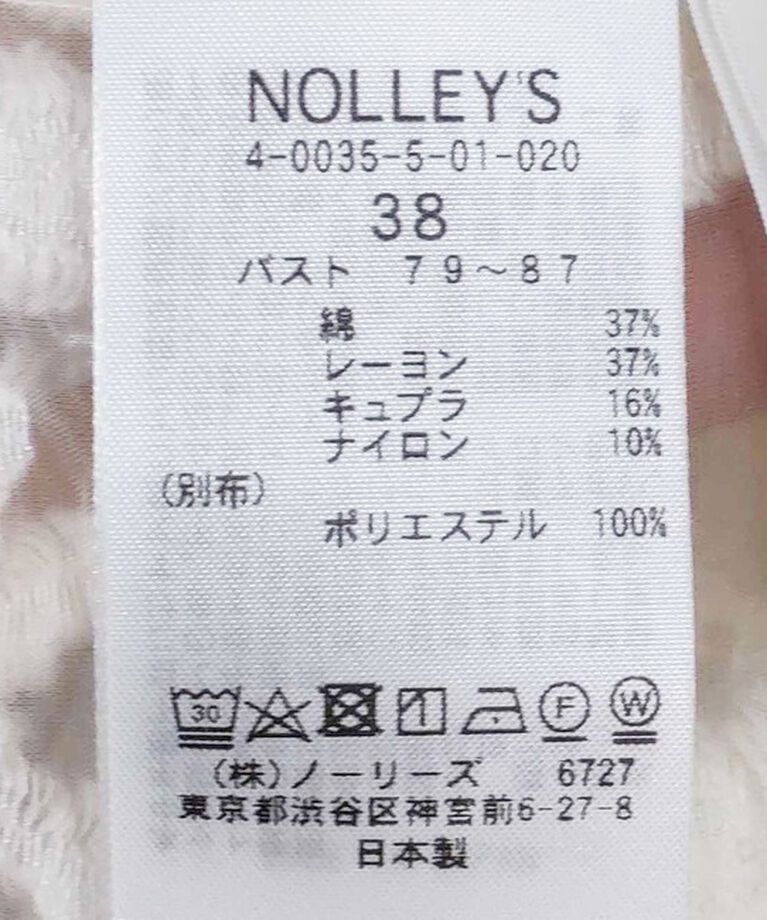 NOLLEY'S
4-0035-5-01-020
38
バスト 79～87
綿 37%
レーヨン 37%
キュプラ 16%
ナイロン 10%
(別布)
ポリエステル 100%
30 F W
(株)ノーリーズ 6727
東京都渋谷区神宮前6-27-8
日本製